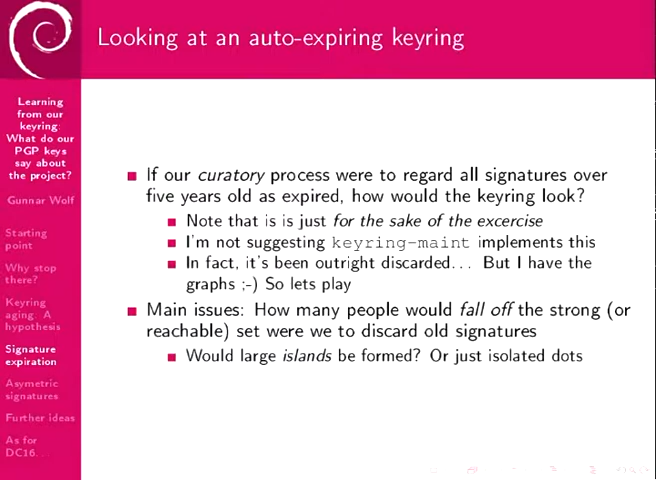 Looking at an auto-expiring keyring
Learning
from our
keyring:
What do our
PGP keys
say about
the project?
Gunnar Wolf
Starting
point
Why stop
there?
Keyring
aging: A
hypothesis
Signature
expiration
Asymetric
signatures
Further ideas
As for
DC16...
If our curatory process were to regard all signatures over
five years old as expired, how would the keyring look?
Note that is is just for the sake of the excercise
I'm not suggesting keyring-maint implements this
In fact, it's been outright discarded... But I have the
graphs ;-) So lets play
Main issues: How many people would fall off the strong (or
reachable) set were we to discard old signatures
Would large islands be formed? Or just isolated dots